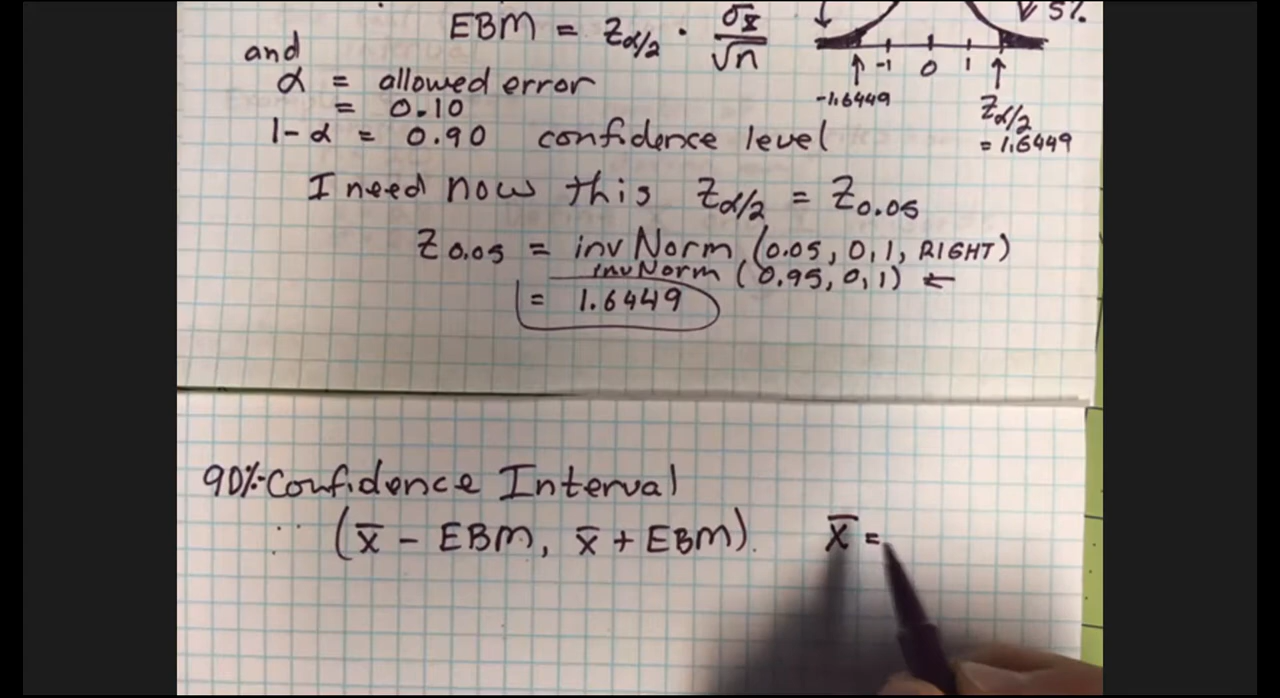 EBM = Zα/2 · σx̄/√n
5%
and
α = allowed error
= 0.10
1-α = 0.90 confidence level
-1 0 1
-1.6449
Zα/2
= 1.6449
I need now this Zα/2 = Z0.05
Z0.05 = invNorm (0.05, 0, 1, RIGHT)
invNorm (0.95, 0, 1) ←
= 1.6449
90% Confidence Interval
(x̄ - EBM, x̄ + EBM). x̄ =